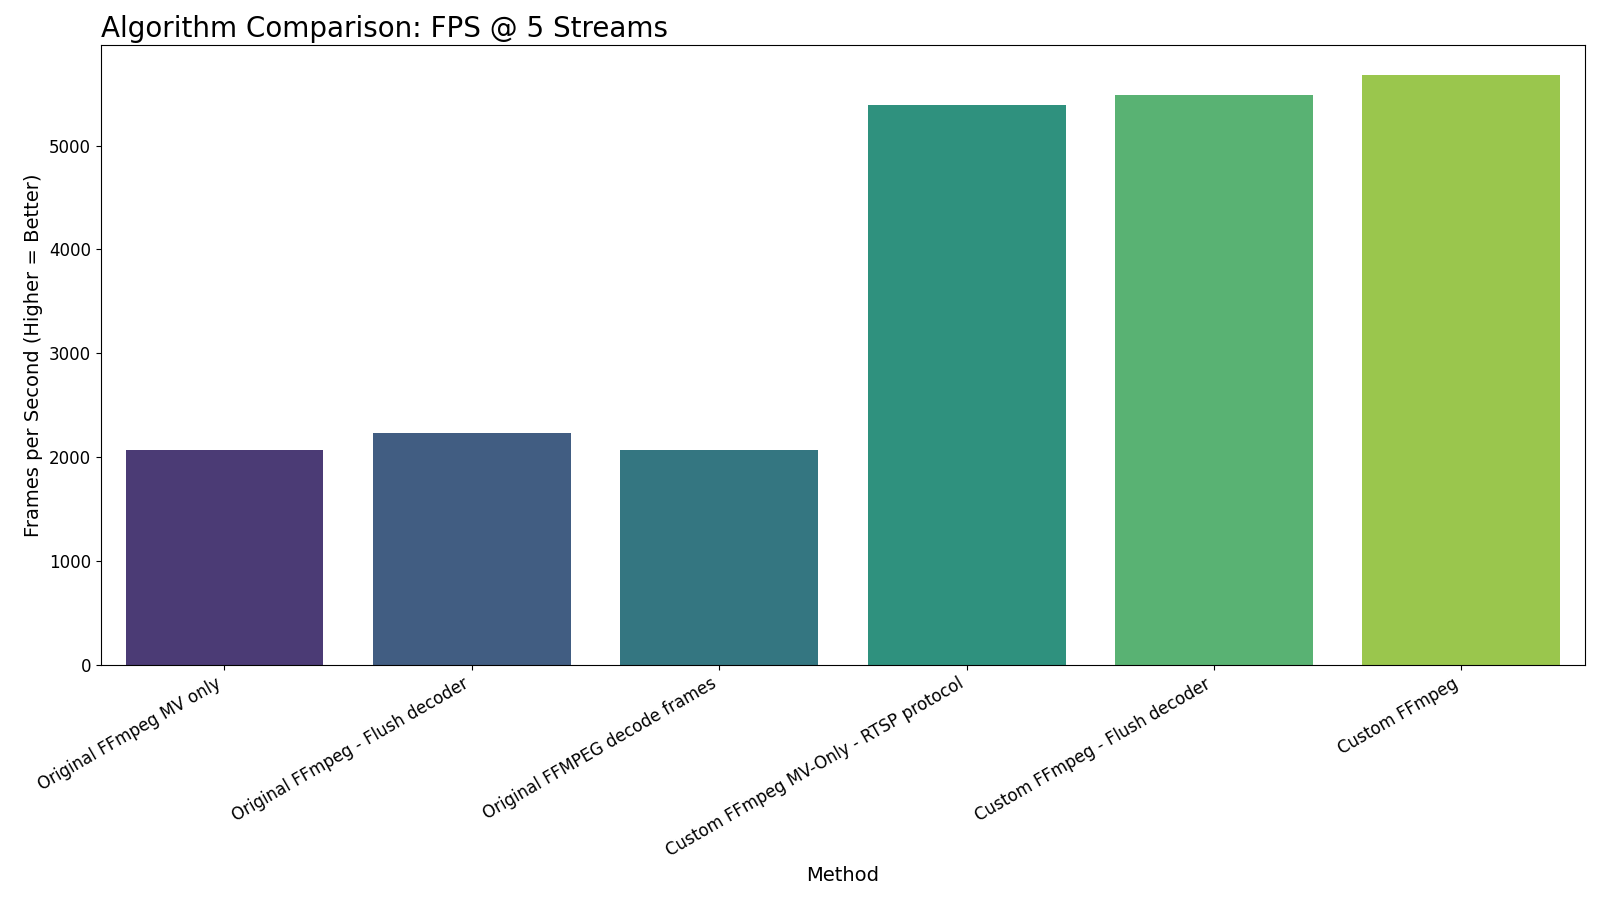 Algorithm Comparison: FPS @ 5 Streams
Frames per Second (Higher = Better)
5000
4000
3000
2000
1000
0
Original FFmpeg MV only
Original FFmpeg - Flush decoder
Original FFMPEG decode frames
Custom FFmpeg MV-Only - RTSP protocol
Custom FFmpeg - Flush decoder
Custom FFmpeg
Method